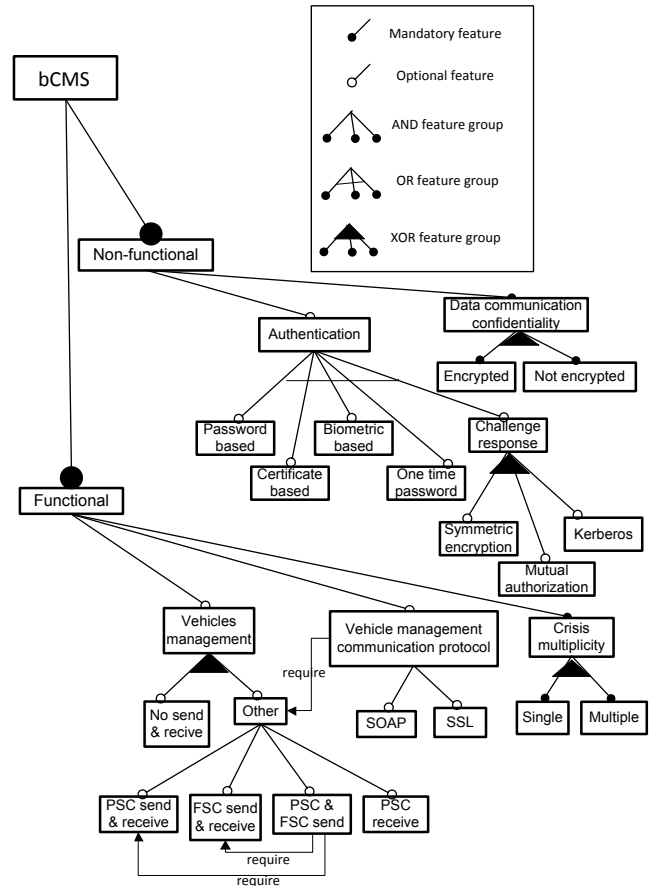 Mandatory feature
Optional feature
AND feature group
OR feature group
XOR feature group
bCMS
Non-functional
Data communication
confidentiality
Authentication
Encrypted
Not encrypted
Password
based
Biometric
based
Challenge
response
Certificate
based
One time
password
Functional
Symmetric
encryption
Kerberos
Mutual
authorization
Vehicles
management
Vehicle management
communication protocol
Crisis
multiplicity
require
No send
& recive
Other
SOAP
SSL
Single
Multiple
PSC send
& receive
FSC send
& receive
PSC &
FSC send
PSC
receive
require
require